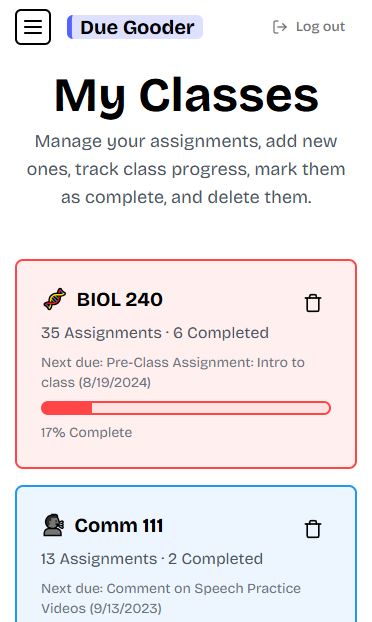 Due Gooder
Log out
My Classes
Manage your assignments, add new
ones, track class progress, mark them
as complete, and delete them.
BIOL 240
35 Assignments · 6 Completed
Next due: Pre-Class Assignment: Intro to
class (8/19/2024)
17% Complete
Comm 111
13 Assignments · 2 Completed
Next due: Comment on Speech Practice
Videos (9/13/2023)